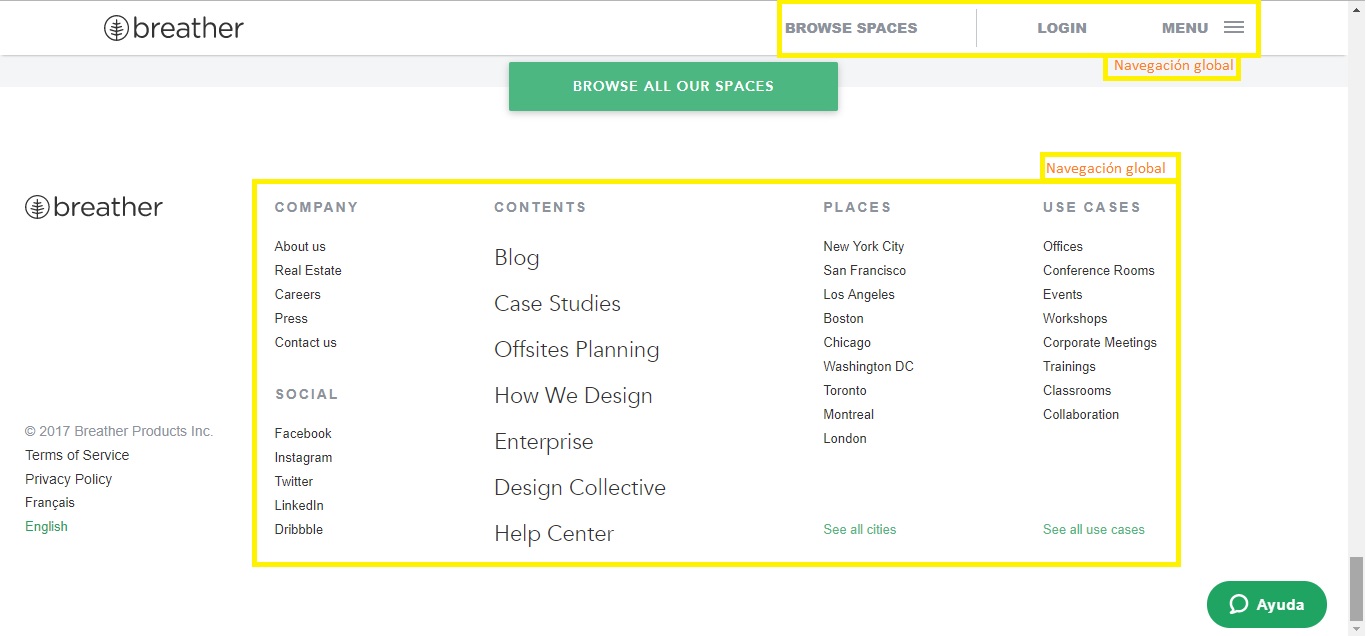 breather
BROWSE SPACES
LOGIN
MENU
Navegación global
BROWSE ALL OUR SPACES
Navegación global
breather
© 2017 Breather Products Inc.
Terms of Service
Privacy Policy
Français
English
COMPANY
About us
Real Estate
Careers
Press
Contact us
SOCIAL
Facebook
Instagram
Twitter
LinkedIn
Dribbble
CONTENTS
Blog
Case Studies
Offsites Planning
How We Design
Enterprise
Design Collective
Help Center
PLACES
New York City
San Francisco
Los Angeles
Boston
Chicago
Washington DC
Toronto
Montreal
London
See all cities
USE CASES
Offices
Conference Rooms
Events
Workshops
Corporate Meetings
Trainings
Classrooms
Collaboration
See all use cases
Ayuda